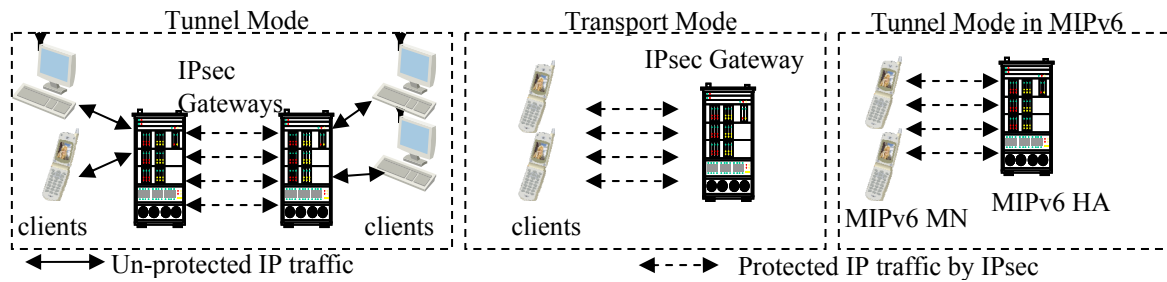 Tunnel Mode
Transport Mode
Tunnel Mode in MIPv6
IPsec
Gateways
IPsec Gateway
clients
clients
clients
MIPv6 MN
MIPv6 HA
Un-protected IP traffic
Protected IP traffic by IPsec